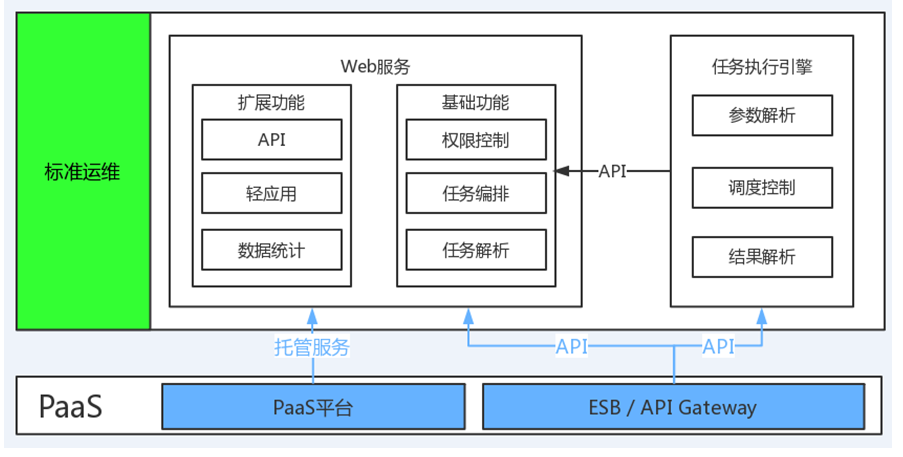 标准运维
Web服务
扩展功能
API
轻应用
数据统计
基础功能
权限控制
任务编排
任务解析
API
任务执行引擎
参数解析
调度控制
结果解析
托管服务
API
API
PaaS
PaaS平台
ESB / API Gateway